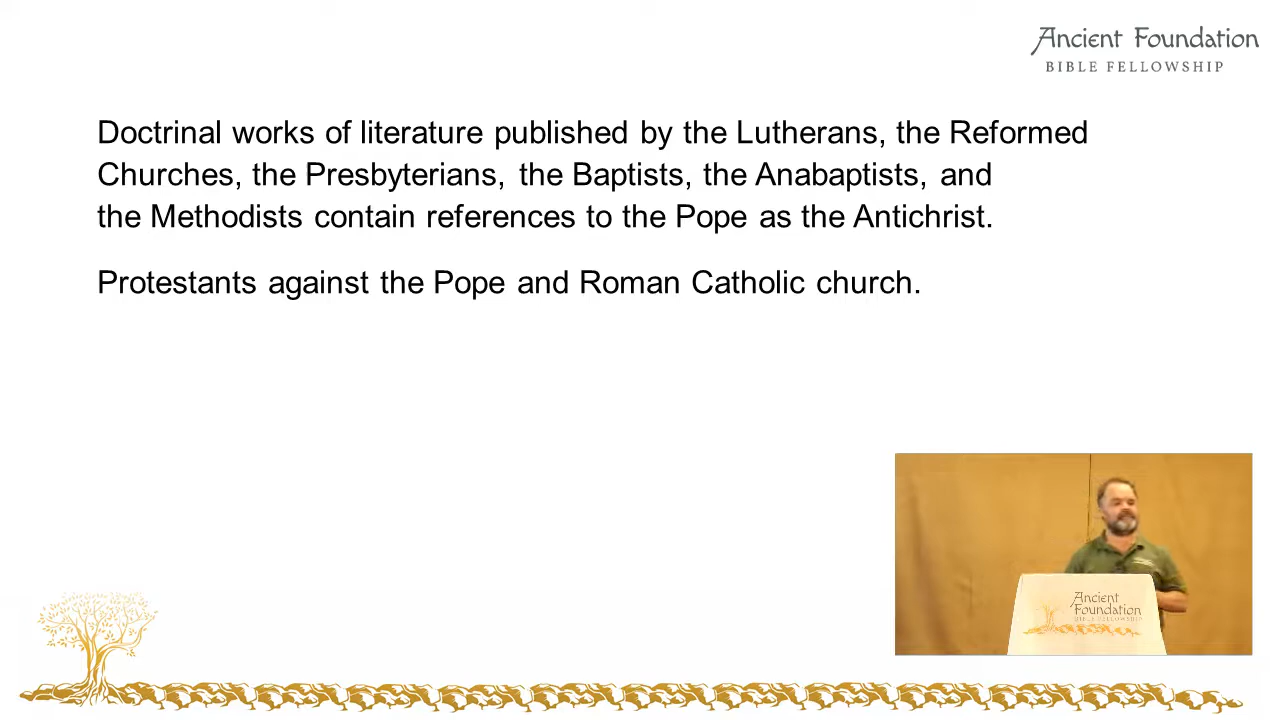 Ancient Foundation
BIBLE FELLOWSHIP
Doctrinal works of literature published by the Lutherans, the Reformed
Churches, the Presbyterians, the Baptists, the Anabaptists, and
the Methodists contain references to the Pope as the Antichrist.
Protestants against the Pope and Roman Catholic church.
Ancient
Foundation
BIBLE FELLOWSHIP